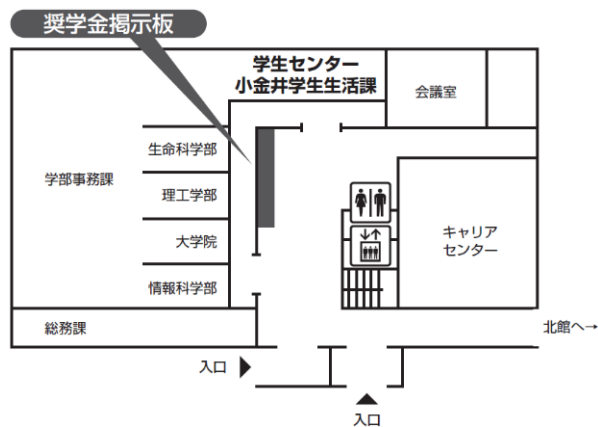 奨学金掲示板
学生センター
小金井学生生活課
会議室
生命科学部
学部事務課
理工学部
大学院
キャリア
センター
情報科学部
総務課
北館へ→
入口
入口